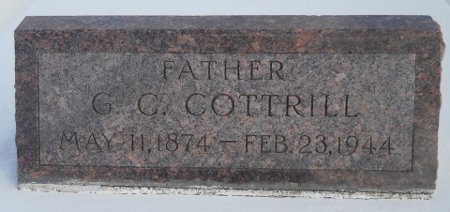 FATHER
G. C. COTTRILL
MAY 11, 1874 – FEB. 23, 1944